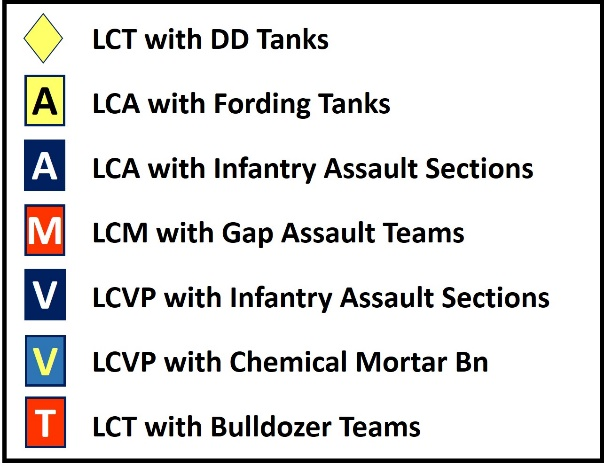 LCT with DD Tanks
A LCA with Fording Tanks
A LCA with Infantry Assault Sections
M LCM with Gap Assault Teams
V LCVP with Infantry Assault Sections
V LCVP with Chemical Mortar Bn
T LCT with Bulldozer Teams